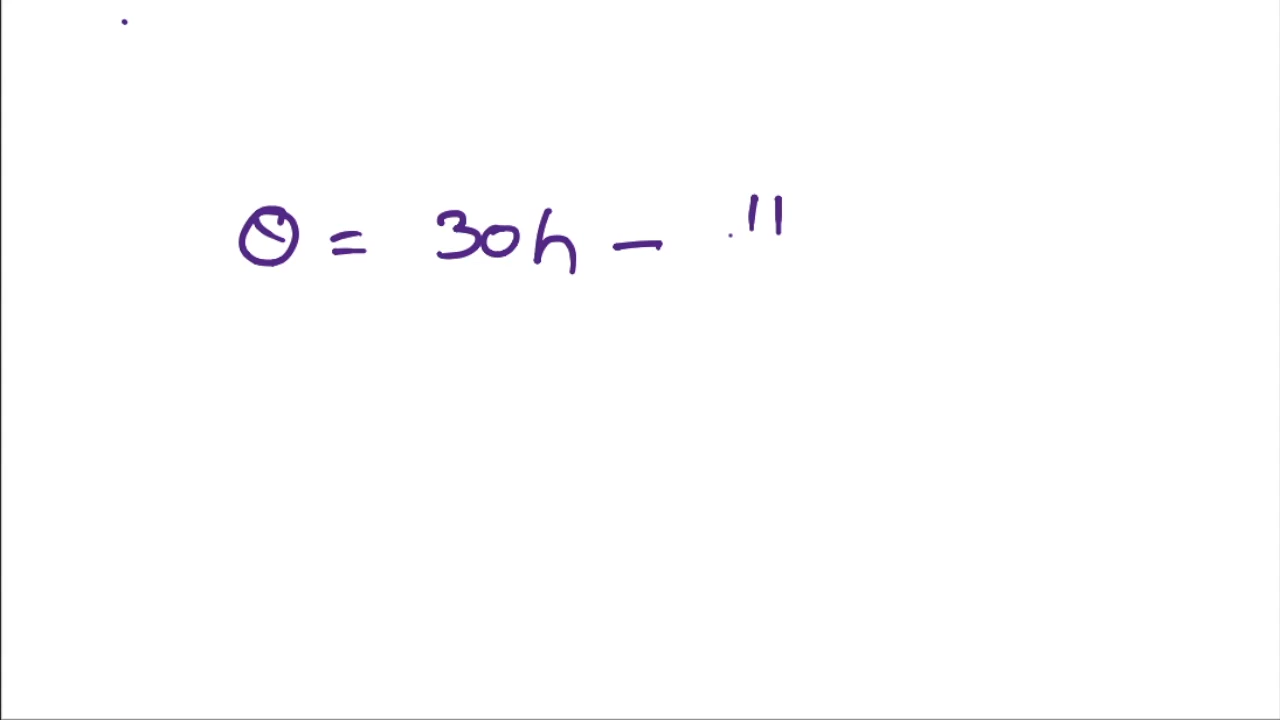 θ = 30h - 11